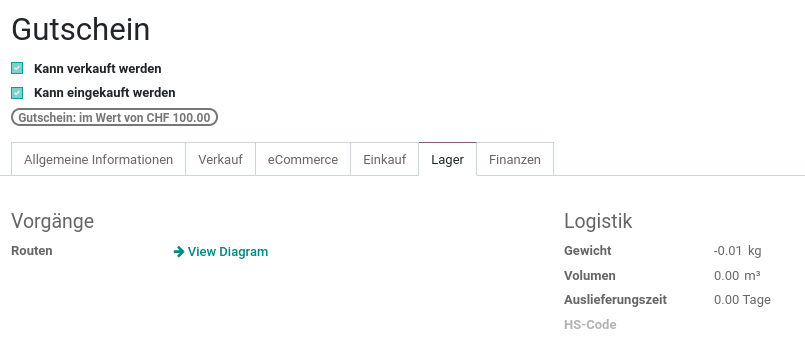 Gutschein
Kann verkauft werden
Kann eingekauft werden
Gutschein: im Wert von CHF 100.00
Allgemeine Informationen Verkauf eCommerce Einkauf Lager Finanzen
Vorgänge
Routen View Diagram
Logistik
Gewicht -0.01 kg
Volumen 0.00 m³
Auslieferungszeit 0.00 Tage
HS-Code